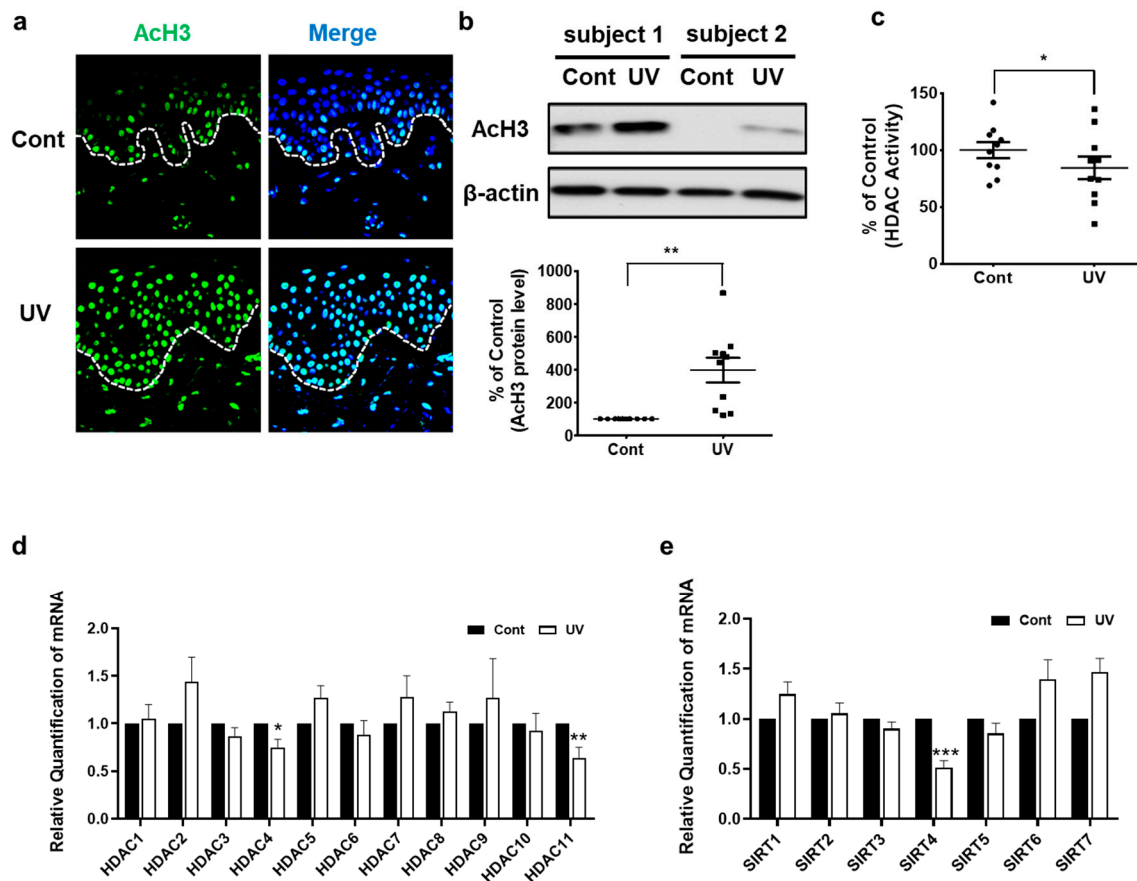 a
AcH3 Merge
Cont
UV
b
subject 1 subject 2
Cont UV Cont UV
AcH3
β-actin
**
% of Control
(AcH3 protein level)
1000
800
600
400
200
0
Cont UV
c
*
% of Control
(HDAC Activity)
150
100
50
0
Cont UV
d
Relative Quantification of mRNA
2.0
1.5
1.0
0.5
0.0
Cont UV
*
**
HDAC1 HDAC2 HDAC3 HDAC4 HDAC5 HDAC6 HDAC7 HDAC8 HDAC9 HDAC10 HDAC11
e
Relative Quantification of mRNA
2.0
1.5
1.0
0.5
0.0
Cont UV
***
SIRT1 SIRT2 SIRT3 SIRT4 SIRT5 SIRT6 SIRT7